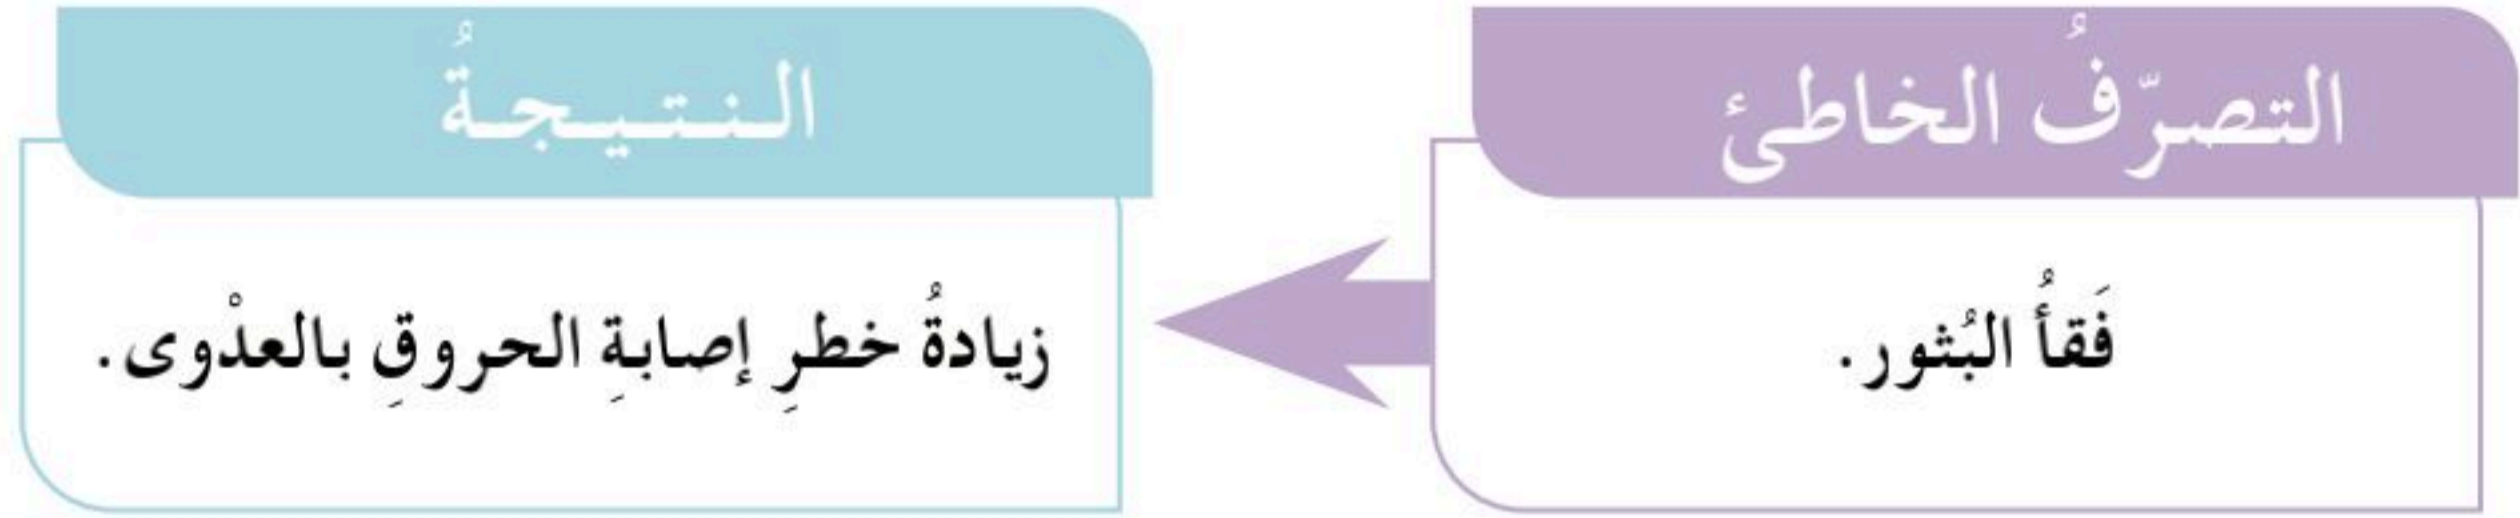 التصرّفُ الخاطئ
فَقأُ البُثور.
النتيجةُ
زيادةُ خطرِ إصابةِ الحروقِ بالعدْوى.